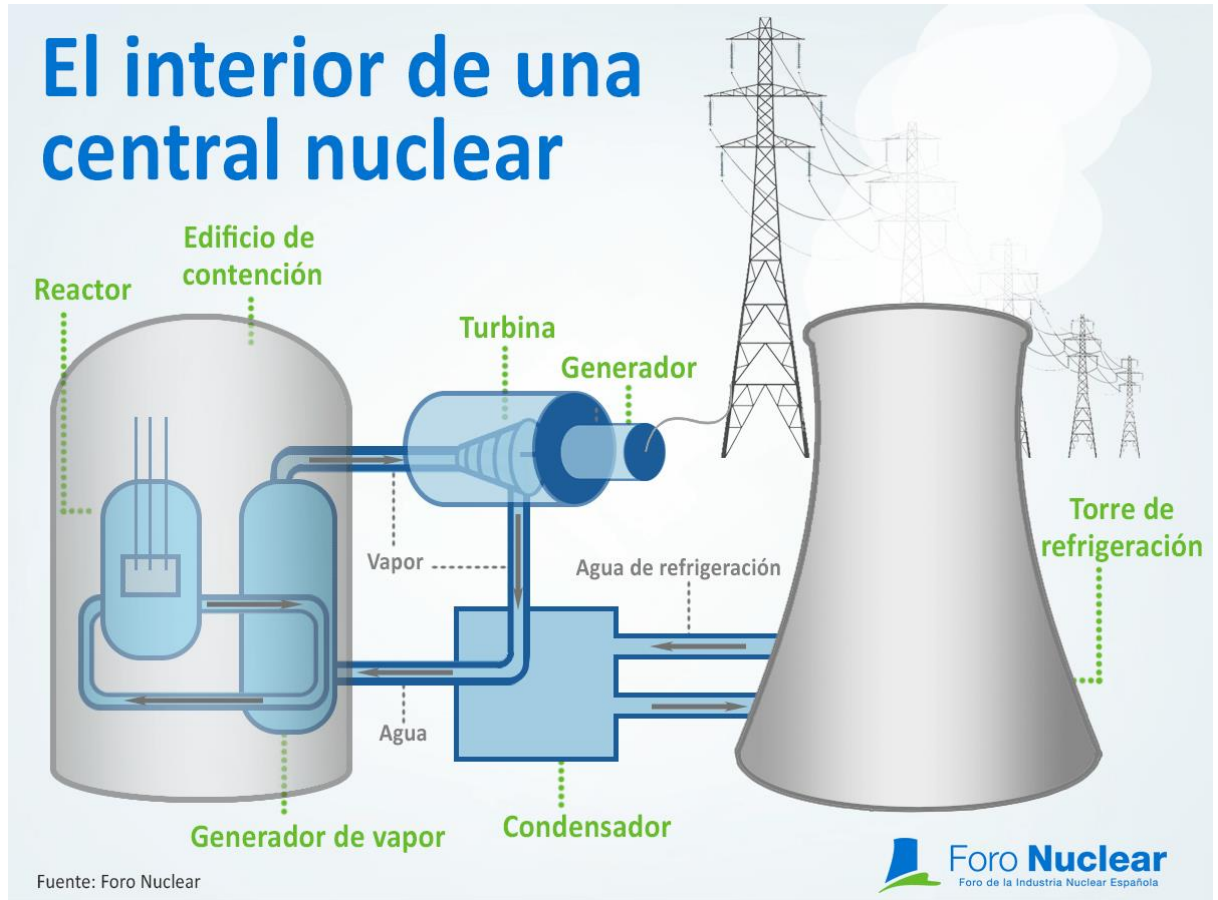 El interior de una
central nuclear
Edificio de
contención
Reactor
Turbina
Generador
Vapor
Agua de refrigeración
Torre de
refrigeración
Agua
Generador de vapor
Condensador
Fuente: Foro Nuclear
Foro Nuclear
Foro de la Industria Nuclear Española